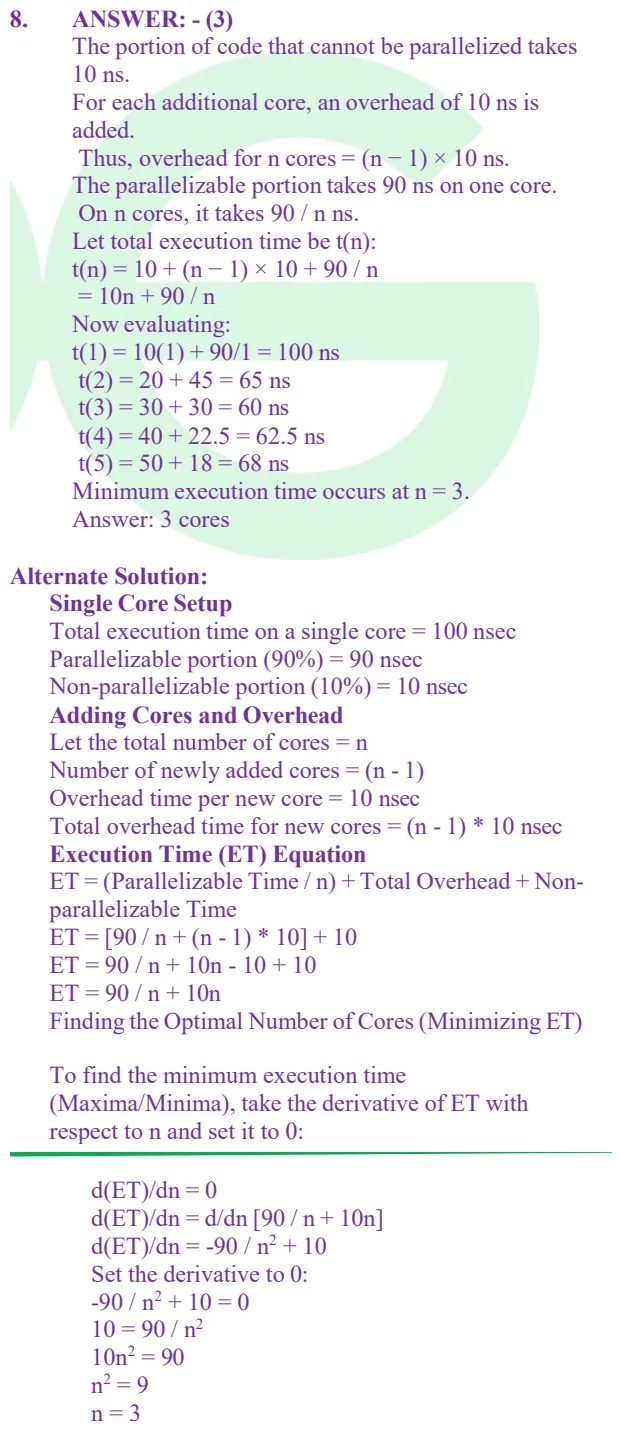 8. ANSWER: - (3)
The portion of code that cannot be parallelized takes
10 ns.
For each additional core, an overhead of 10 ns is
added.
Thus, overhead for n cores = (n − 1) × 10 ns.
The parallelizable portion takes 90 ns on one core.
On n cores, it takes 90 / n ns.
Let total execution time be t(n):
t(n) = 10 + (n − 1) × 10 + 90 / n
= 10n + 90 / n
Now evaluating:
t(1) = 10(1) + 90/1 = 100 ns
t(2) = 20 + 45 = 65 ns
t(3) = 30 + 30 = 60 ns
t(4) = 40 + 22.5 = 62.5 ns
t(5) = 50 + 18 = 68 ns
Minimum execution time occurs at n = 3.
Answer: 3 cores
Alternate Solution:
Single Core Setup
Total execution time on a single core = 100 nsec
Parallelizable portion (90%) = 90 nsec
Non-parallelizable portion (10%) = 10 nsec
Adding Cores and Overhead
Let the total number of cores = n
Number of newly added cores = (n - 1)
Overhead time per new core = 10 nsec
Total overhead time for new cores = (n - 1) * 10 nsec
Execution Time (ET) Equation
ET = (Parallelizable Time / n) + Total Overhead + Non-
parallelizable Time
ET = [90 / n + (n - 1) * 10] + 10
ET = 90 / n + 10n - 10 + 10
ET = 90 / n + 10n
Finding the Optimal Number of Cores (Minimizing ET)
To find the minimum execution time
(Maxima/Minima), take the derivative of ET with
respect to n and set it to 0:
d(ET)/dn = 0
d(ET)/dn = d/dn [90 / n + 10n]
d(ET)/dn = -90 / n² + 10
Set the derivative to 0:
-90 / n² + 10 = 0
10 = 90 / n²
10n² = 90
n² = 9
n = 3